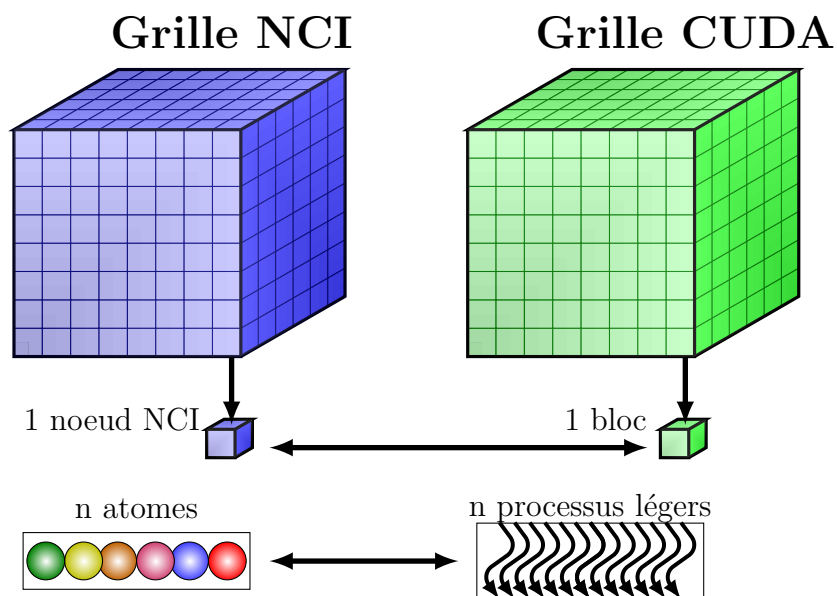 Grille NCI
Grille CUDA
1 noeud NCI
1 bloc
n atomes
n processus légers